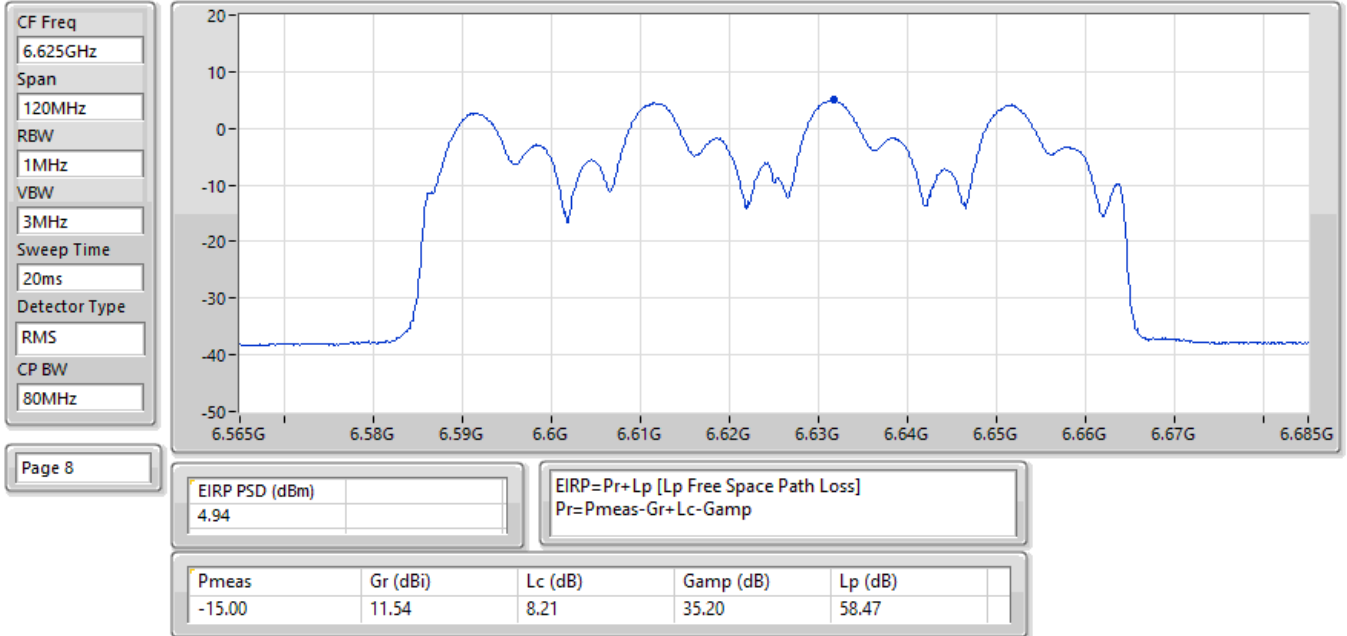 CF Freq
6.625GHz
Span
120MHz
RBW
1MHz
VBW
3MHz
Sweep Time
20ms
Detector Type
RMS
CP BW
80MHz
Page 8
20
10
0
-10
-20
-30
-40
-50
6.565G 6.58G 6.59G 6.6G 6.61G 6.62G 6.63G 6.64G 6.65G 6.66G 6.67G 6.685G
EIRP PSD (dBm)
4.94
EIRP=Pr+Lp [Lp Free Space Path Loss]
Pr=Pmeas-Gr+Lc-Gamp
Pmeas Gr (dBi) Lc (dB) Gamp (dB) Lp (dB)
-15.00 11.54 8.21 35.20 58.47